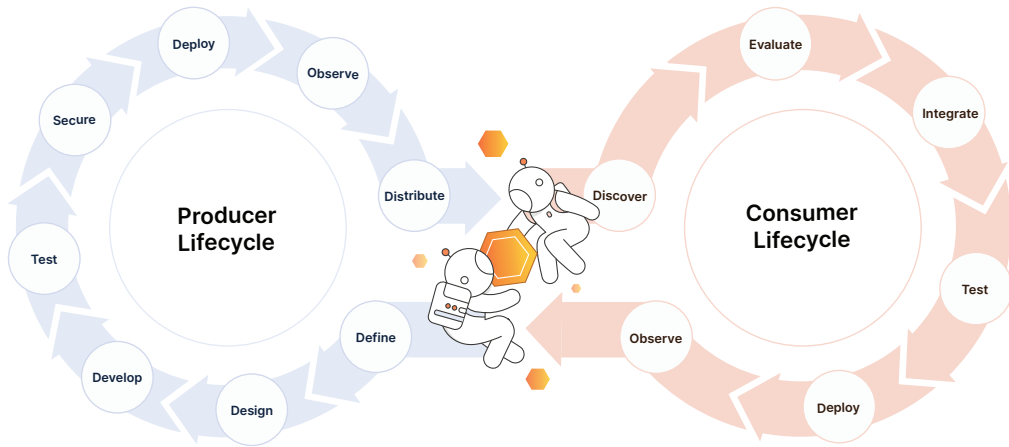 Producer
Lifecycle
Define
Design
Develop
Test
Secure
Deploy
Observe
Distribute
Consumer
Lifecycle
Discover
Evaluate
Integrate
Test
Deploy
Observe